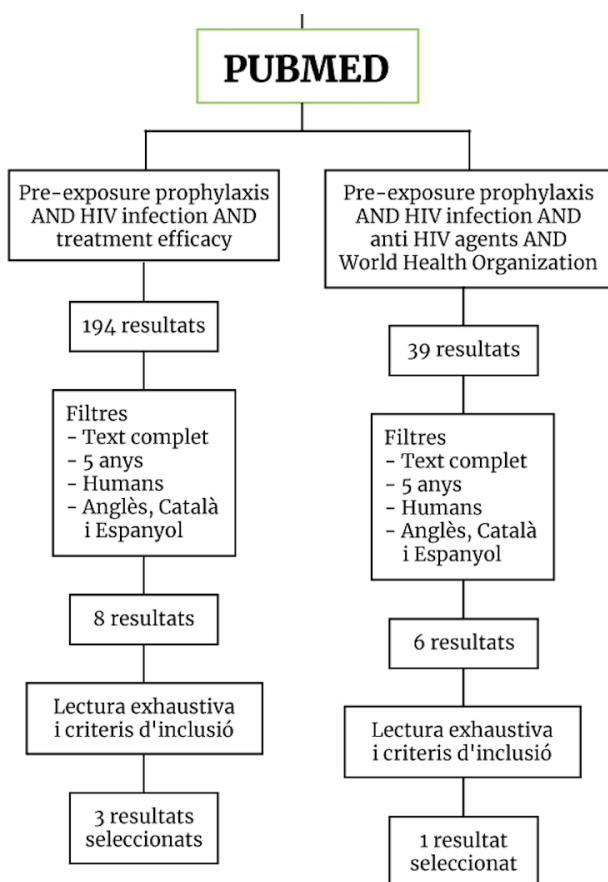 PUBMED
Pre-exposure prophylaxis
AND HIV infection AND
treatment efficacy
194 resultats
Filtres
- Text complet
- 5 anys
- Humans
- Anglès, Català
i Espanyol
8 resultats
Lectura exhaustiva
i criteris d'inclusió
3 resultats
seleccionats
Pre-exposure prophylaxis
AND HIV infection AND
anti HIV agents AND
World Health Organization
39 resultats
Filtres
- Text complet
- 5 anys
- Humans
- Anglès, Català
i Espanyol
6 resultats
Lectura exhaustiva
i criteris d'inclusió
1 resultat
seleccionat